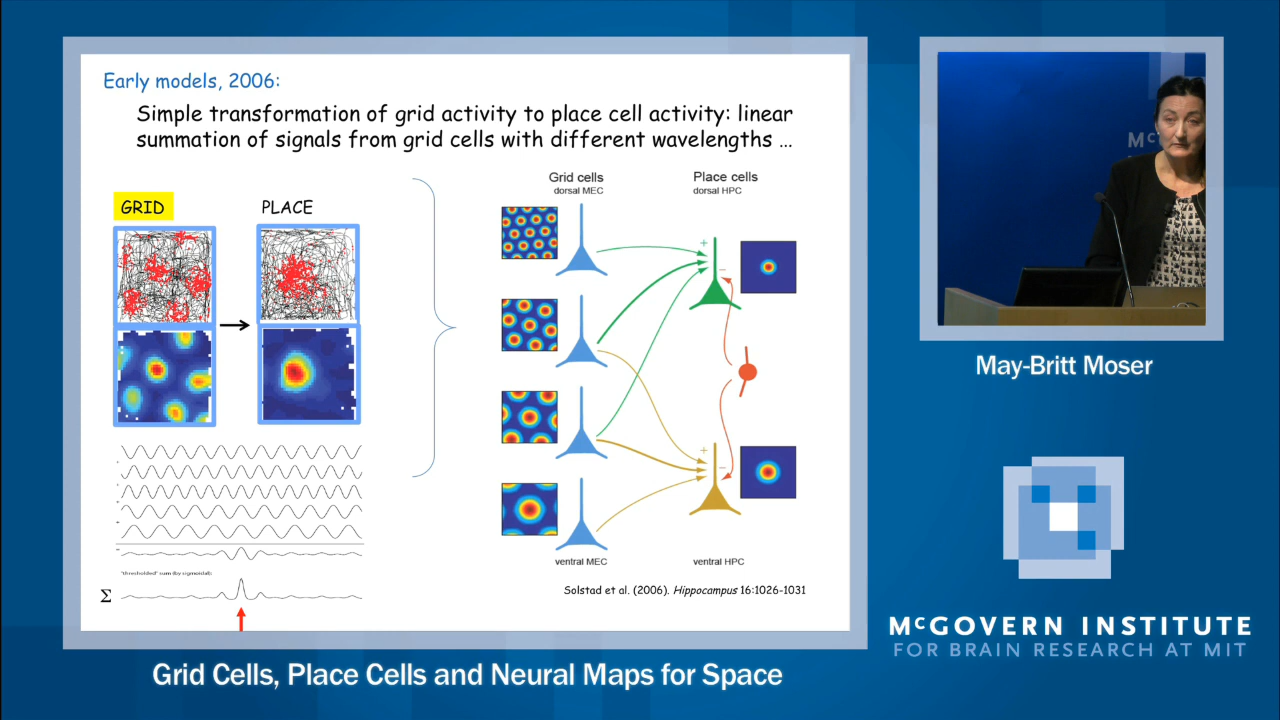 Early models, 2006:
Simple transformation of grid activity to place cell activity: linear
summation of signals from grid cells with different wavelengths ...
GRID
PLACE
Grid cells
dorsal MEC
Place cells
dorsal HPC
+
−
+
−
ventral MEC
ventral HPC
"thresholded" sum (by sigmoidal):
Σ
Solstad et al. (2006). Hippocampus 16:1026-1031
Grid Cells, Place Cells and Neural Maps for Space
May-Britt Moser
McGOVERN INSTITUTE
FOR BRAIN RESEARCH AT MIT